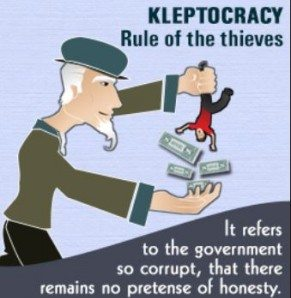 KLEPTOCRACY
Rule of the thieves
It refers
to the government
so corrupt, that there
remains no pretense of honesty.